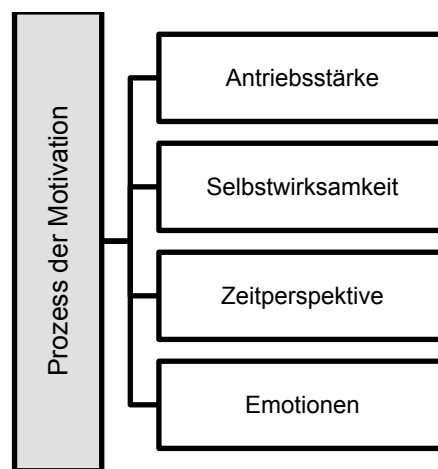 Prozess der Motivation
Antriebsstärke
Selbstwirksamkeit
Zeitperspektive
Emotionen